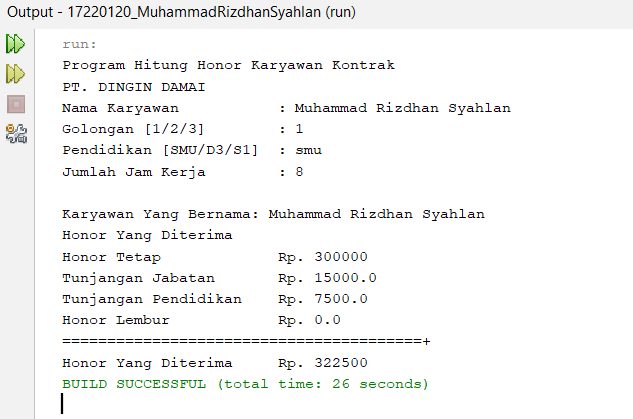 Output - 17220120_MuhammadRizdhanSyahlan (run)
run:
Program Hitung Honor Karyawan Kontrak
PT. DINGIN DAMAI
Nama Karyawan : Muhammad Rizdhan Syahlan
Golongan [1/2/3] : 1
Pendidikan [SMU/D3/S1] : smu
Jumlah Jam Kerja : 8
Karyawan Yang Bernama: Muhammad Rizdhan Syahlan
Honor Yang Diterima
Honor Tetap Rp. 300000
Tunjangan Jabatan Rp. 15000.0
Tunjangan Pendidikan Rp. 7500.0
Honor Lembur Rp. 0.0
========================================+
Honor Yang Diterima Rp. 322500
BUILD SUCCESSFUL (total time: 26 seconds)